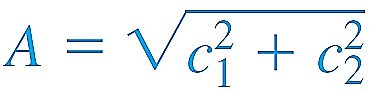 A = √(c₁² + c₂²)